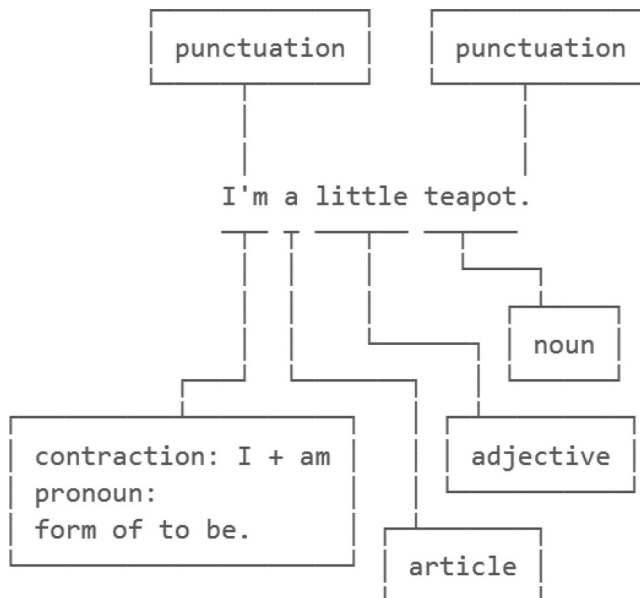 punctuation punctuation
I'm a little teapot.
noun
contraction: I + am
adjective
pronoun:
form of to be.
article